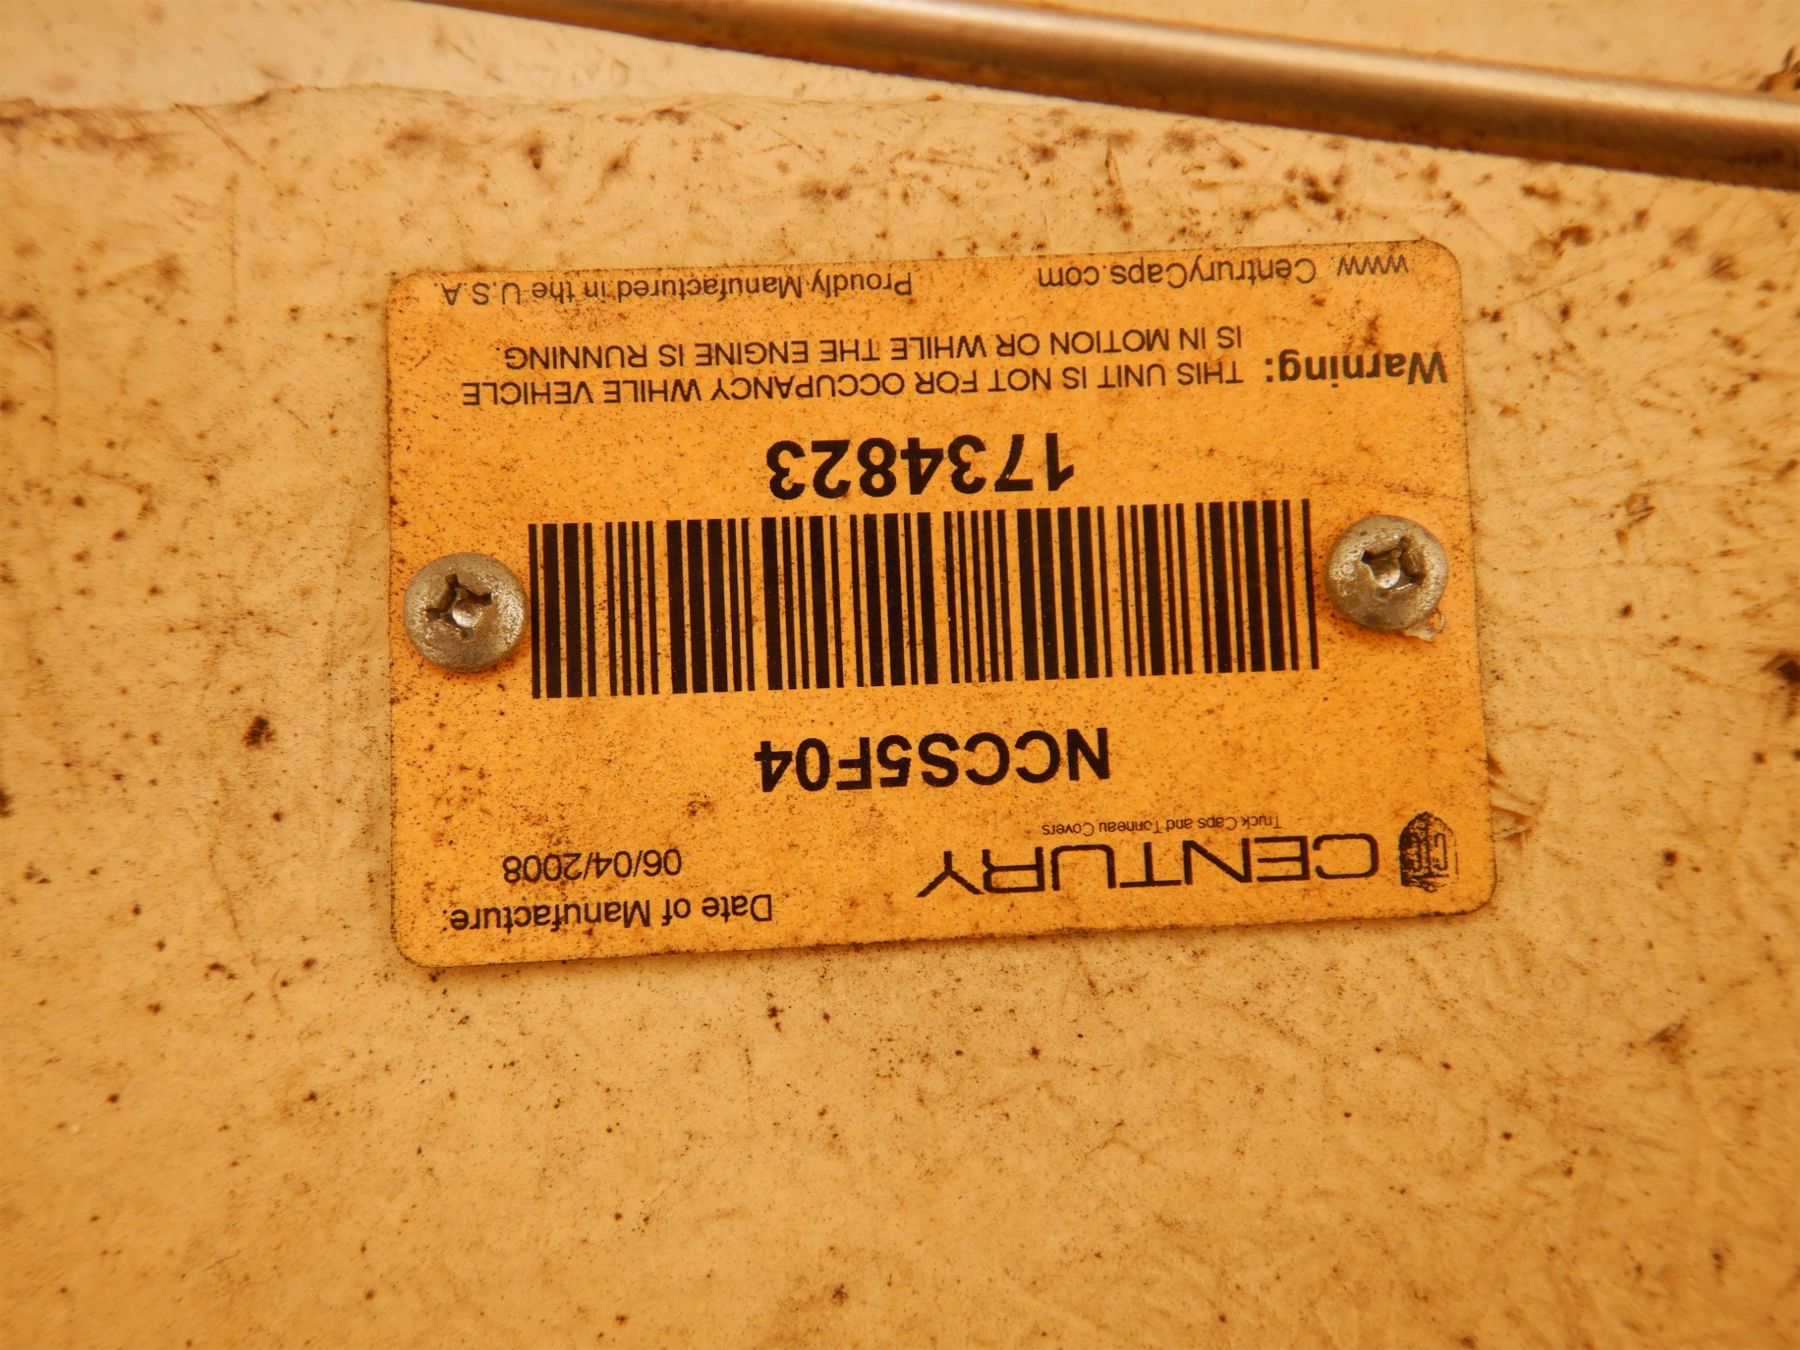 CENTURY
Truck Caps and Tonneau Covers
Date of Manufacture:
06/04/2008
NCCS5F04
1734823
Warning: THIS UNIT IS NOT FOR OCCUPANCY WHILE VEHICLE
IS IN MOTION OR WHILE THE ENGINE IS RUNNING.
www. CentruryCaps.com Proudly Manufactured in the U.S.A.